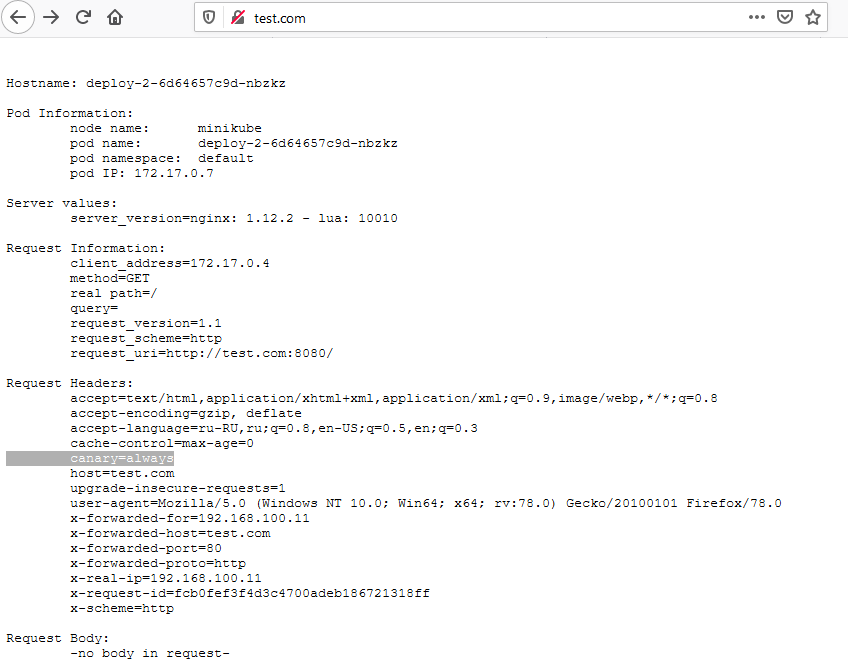 test.com
Hostname: deploy-2-6d64657c9d-nbzkz
Pod Information:
node name: minikube
pod name: deploy-2-6d64657c9d-nbzkz
pod namespace: default
pod IP: 172.17.0.7
Server values:
server_version=nginx: 1.12.2 - lua: 10010
Request Information:
client_address=172.17.0.4
method=GET
real path=/
query=
request_version=1.1
request_scheme=http
request_uri=http://test.com:8080/
Request Headers:
accept=text/html,application/xhtml+xml,application/xml;q=0.9,image/webp,*/*;q=0.8
accept-encoding=gzip, deflate
accept-language=ru-RU,ru;q=0.8,en-US;q=0.5,en;q=0.3
cache-control=max-age=0
canary=always
host=test.com
upgrade-insecure-requests=1
user-agent=Mozilla/5.0 (Windows NT 10.0; Win64; x64; rv:78.0) Gecko/20100101 Firefox/78.0
x-forwarded-for=192.168.100.11
x-forwarded-host=test.com
x-forwarded-port=80
x-forwarded-proto=http
x-real-ip=192.168.100.11
x-request-id=fcb0fef3f4d3c4700adeb186721318ff
x-scheme=http
Request Body:
-no body in request-